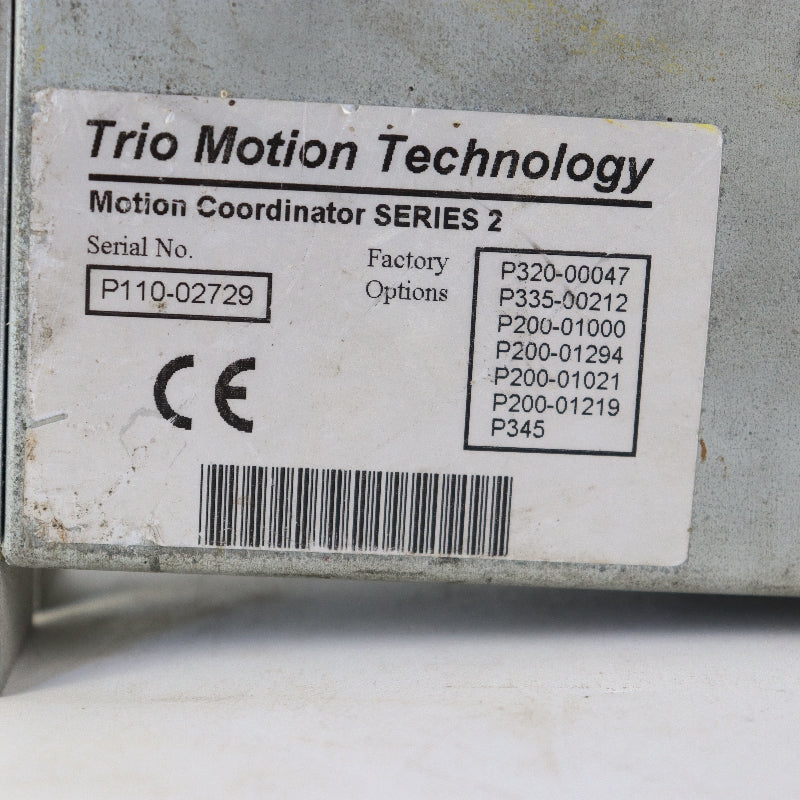 Trio Motion Technology
Motion Coordinator SERIES 2
Serial No.
P110-02729
Factory
Options
P320-00047
P335-00212
P200-01000
P200-01294
P200-01021
P200-01219
P345
CE